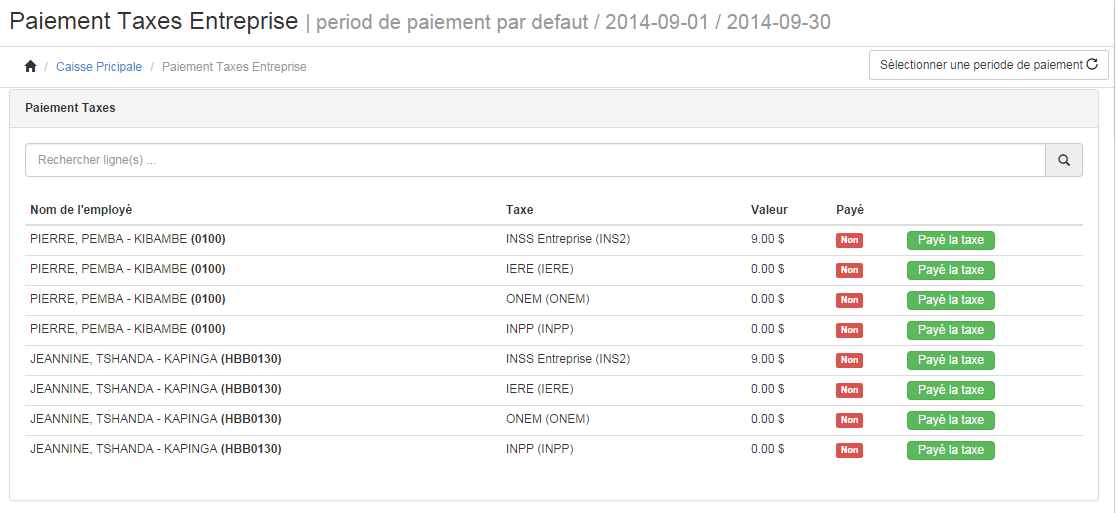 Paiement Taxes Entreprise | period de paiement par defaut / 2014-09-01 / 2014-09-30
/ Caisse Pricipale / Paiement Taxes Entreprise
Sélectionner une periode de paiement
Paiement Taxes
Rechercher ligne(s) ...
Nom de l'employé Taxe Valeur Payé
PIERRE, PEMBA - KIBAMBE (0100) INSS Entreprise (INS2) 9.00 $ Non Payé la taxe
PIERRE, PEMBA - KIBAMBE (0100) IERE (IERE) 0.00 $ Non Payé la taxe
PIERRE, PEMBA - KIBAMBE (0100) ONEM (ONEM) 0.00 $ Non Payé la taxe
PIERRE, PEMBA - KIBAMBE (0100) INPP (INPP) 0.00 $ Non Payé la taxe
JEANNINE, TSHANDA - KAPINGA (HBB0130) INSS Entreprise (INS2) 9.00 $ Non Payé la taxe
JEANNINE, TSHANDA - KAPINGA (HBB0130) IERE (IERE) 0.00 $ Non Payé la taxe
JEANNINE, TSHANDA - KAPINGA (HBB0130) ONEM (ONEM) 0.00 $ Non Payé la taxe
JEANNINE, TSHANDA - KAPINGA (HBB0130) INPP (INPP) 0.00 $ Non Payé la taxe